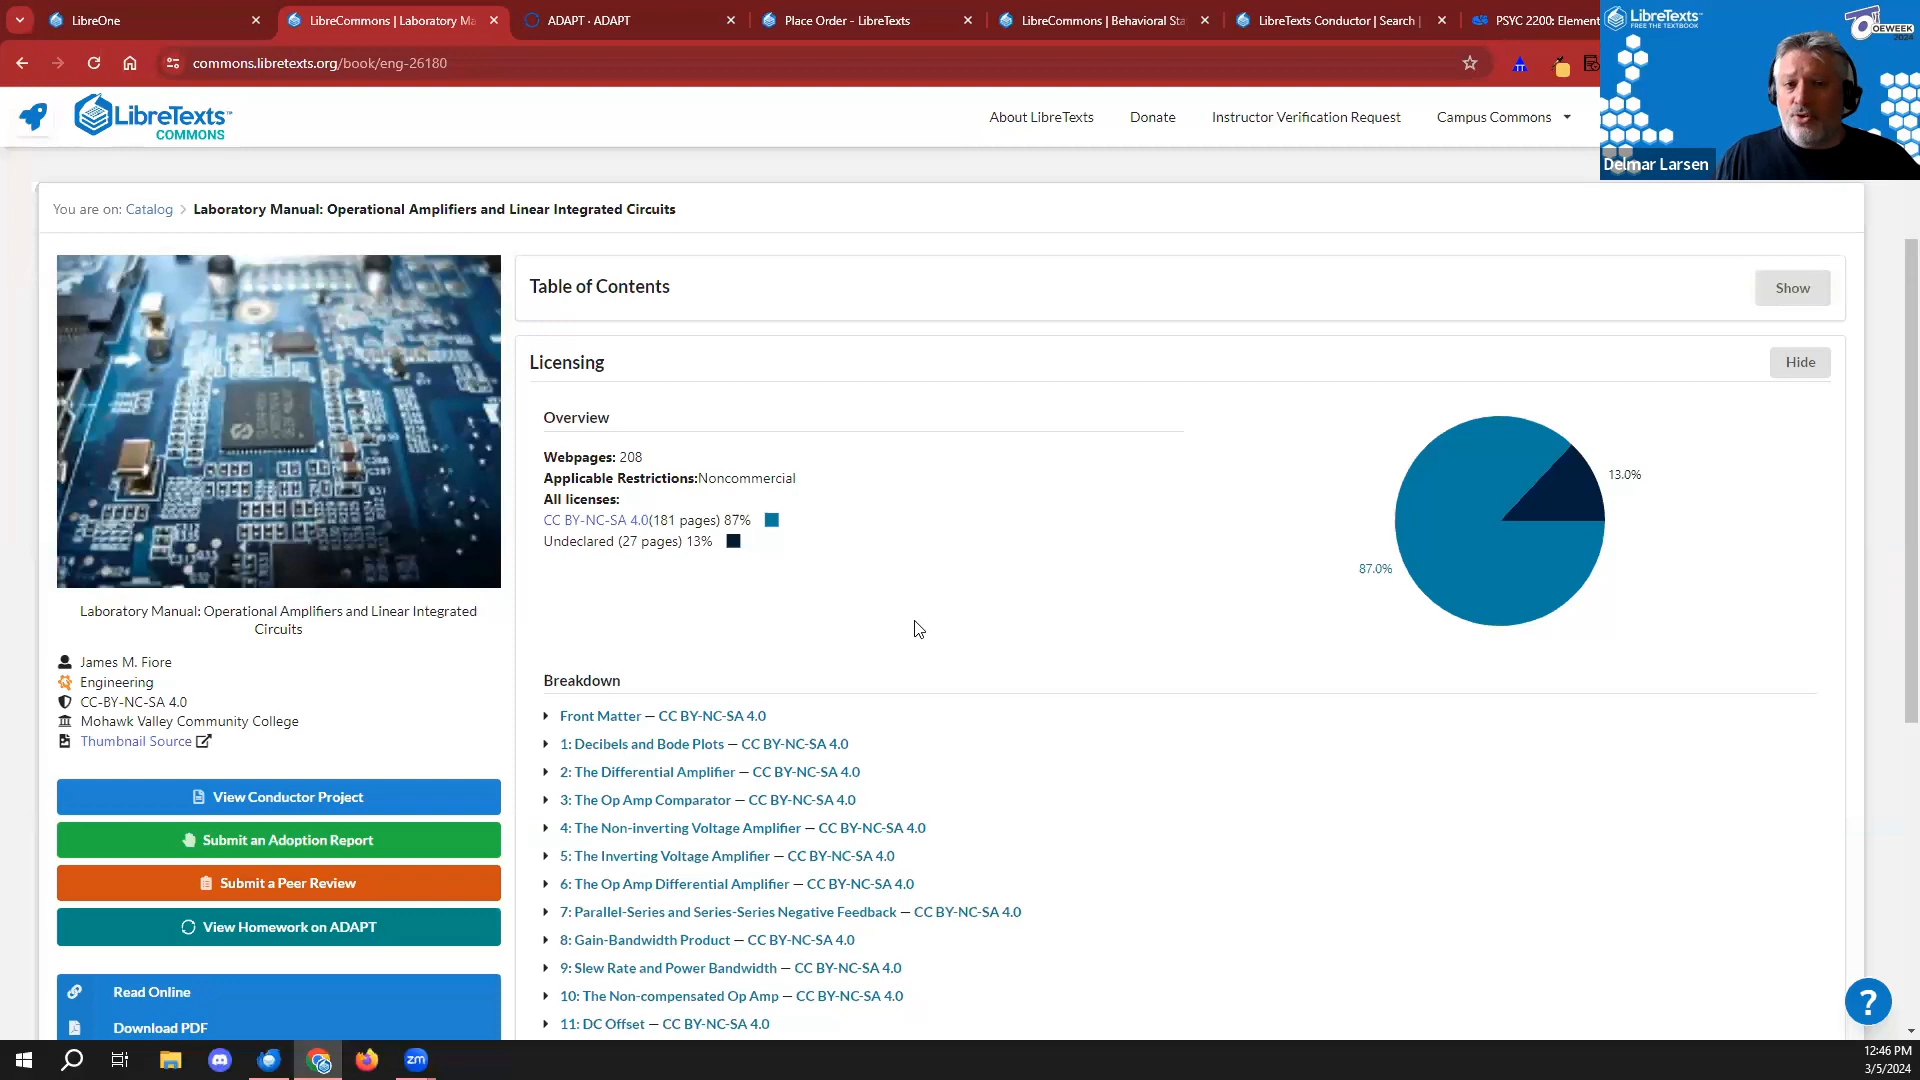 LibreOne
LibreCommons | Laboratory Ma
ADAPT · ADAPT
Place Order - LibreTexts
LibreCommons | Behavioral Sta
LibreTexts Conductor | Search |
PSYC 2200: Element
commons.libretexts.org/book/eng-26180
LibreTexts™
FREE THE TEXTBOOK
OEWEEK
2024
Delmar Larsen
LibreTexts™
COMMONS
About LibreTexts
Donate
Instructor Verification Request
Campus Commons
You are on: Catalog > Laboratory Manual: Operational Amplifiers and Linear Integrated Circuits
Laboratory Manual: Operational Amplifiers and Linear Integrated
Circuits
James M. Fiore
Engineering
CC-BY-NC-SA 4.0
Mohawk Valley Community College
Thumbnail Source
View Conductor Project
Submit an Adoption Report
Submit a Peer Review
View Homework on ADAPT
Read Online
Download PDF
Table of Contents
Show
Licensing
Hide
Overview
Webpages: 208
Applicable Restrictions:Noncommercial
All licenses:
CC BY-NC-SA 4.0(181 pages) 87%
Undeclared (27 pages) 13%
13.0%
87.0%
Breakdown
Front Matter — CC BY-NC-SA 4.0
1: Decibels and Bode Plots — CC BY-NC-SA 4.0
2: The Differential Amplifier — CC BY-NC-SA 4.0
3: The Op Amp Comparator — CC BY-NC-SA 4.0
4: The Non-inverting Voltage Amplifier — CC BY-NC-SA 4.0
5: The Inverting Voltage Amplifier — CC BY-NC-SA 4.0
6: The Op Amp Differential Amplifier — CC BY-NC-SA 4.0
7: Parallel-Series and Series-Series Negative Feedback — CC BY-NC-SA 4.0
8: Gain-Bandwidth Product — CC BY-NC-SA 4.0
9: Slew Rate and Power Bandwidth — CC BY-NC-SA 4.0
10: The Non-compensated Op Amp — CC BY-NC-SA 4.0
11: DC Offset — CC BY-NC-SA 4.0
?
zm
12:46 PM
3/5/2024